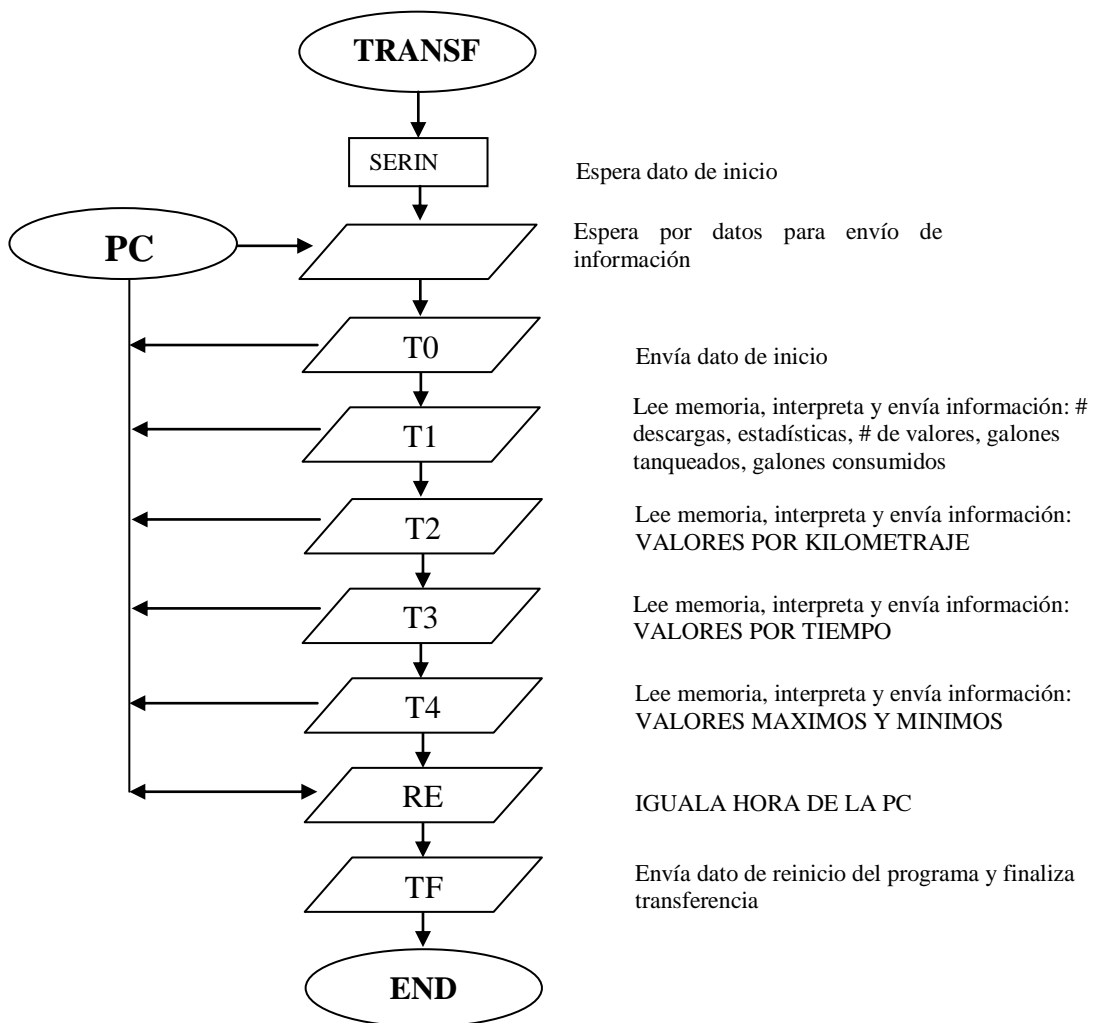 TRANSF
SERIN
Espera dato de inicio
PC
Espera por datos para envío de
información
T0
Envía dato de inicio
T1
Lee memoria, interpreta y envía información: #
descargas, estadísticas, # de valores, galones
tanqueados, galones consumidos
T2
Lee memoria, interpreta y envía información:
VALORES POR KILOMETRAJE
T3
Lee memoria, interpreta y envía información:
VALORES POR TIEMPO
T4
Lee memoria, interpreta y envía información:
VALORES MAXIMOS Y MINIMOS
RE
IGUALA HORA DE LA PC
TF
Envía dato de reinicio del programa y finaliza
transferencia
END